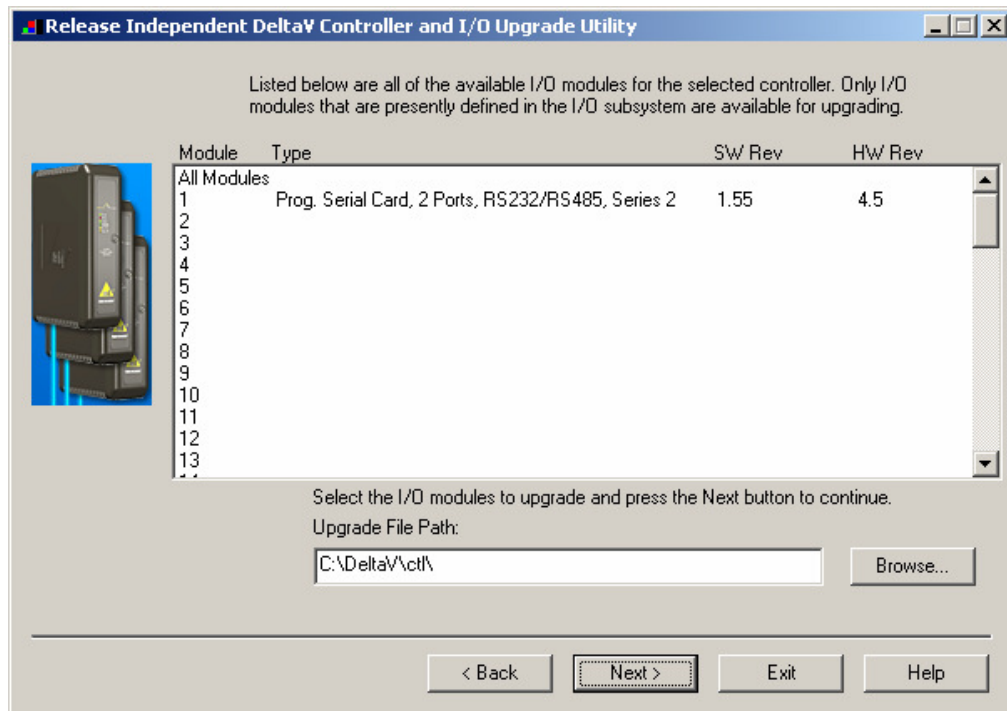 Release Independent DeltaV Controller and I/O Upgrade Utility
Listed below are all of the available I/O modules for the selected controller. Only I/O
modules that are presently defined in the I/O subsystem are available for upgrading.
Module Type SW Rev HW Rev
All Modules
1 Prog. Serial Card, 2 Ports, RS232/RS485, Series 2 1.55 4.5
2
3
4
5
6
7
8
9
10
11
12
13
Select the I/O modules to upgrade and press the Next button to continue.
Upgrade File Path:
C:\DeltaV\ctl\
Browse...
< Back Next > Exit Help